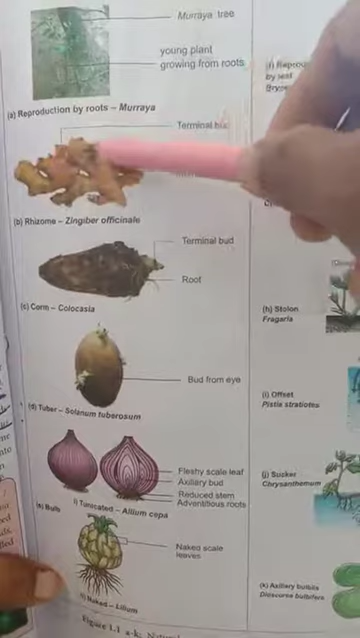 Murraya tree
young plant
growing from roots
(a) Reproduction by roots – Murraya
Terminal bud
(b) Rhizome – Zingiber officinale
Terminal bud
Root
(c) Corm – Colocasia
Bud from eye
(d) Tuber – Solanum tuberosum
Fleshy scale leaf
Axillary bud
Reduced stem
Adventitious roots
i) Tunicated – Allium cepa
(e) Bulb
Naked scale
leaves
ii) Naked – Lilium
Figure 1.1 a-k:
by leaf
(h) Stolon
Fragaria
(i) Offset
Pistia stratiotes
(j) Sucker
Chrysanthemum
(k) Axillary bulbils
Dioscorea bulbifera